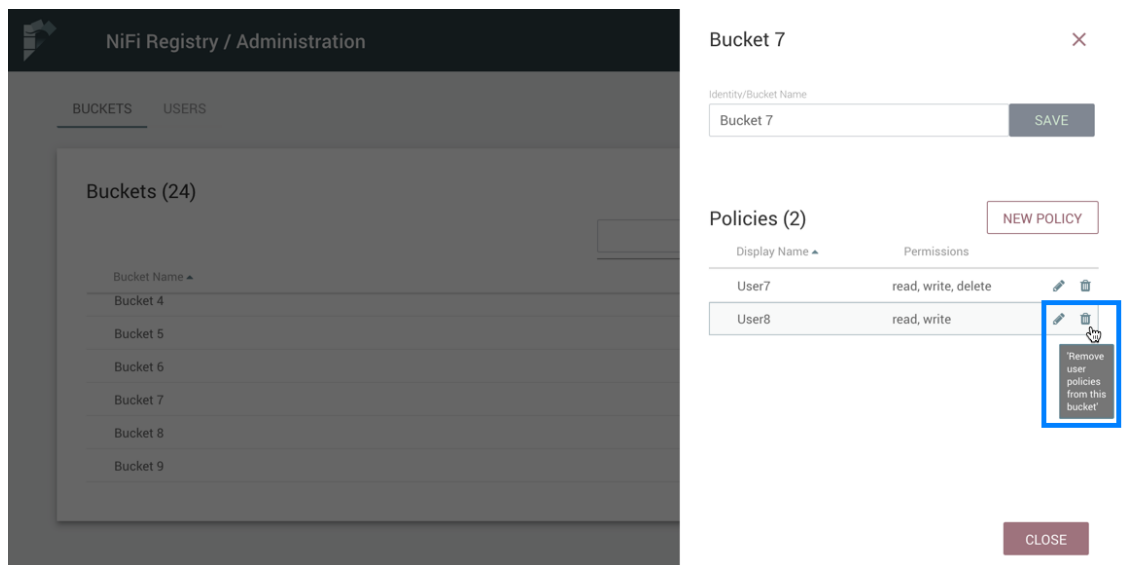 NiFi Registry / Administration
BUCKETS USERS
Buckets (24)
Bucket Name
Bucket 4
Bucket 5
Bucket 6
Bucket 7
Bucket 8
Bucket 9
Bucket 7
Identity/Bucket Name
Bucket 7 SAVE
Policies (2) NEW POLICY
Display Name Permissions
User7 read, write, delete
User8 read, write
'Remove
user
policies
from this
bucket'
CLOSE